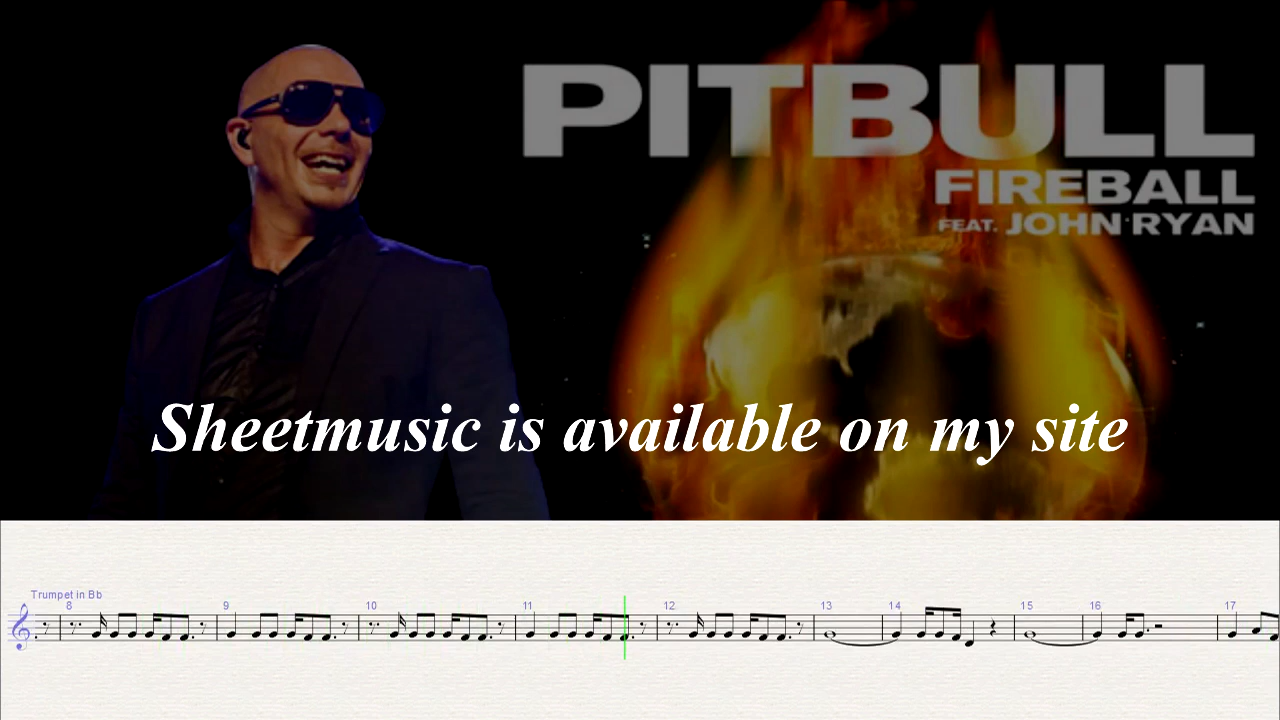 PITBULL
FIREBALL
FEAT. JOHN RYAN
Sheetmusic is available on my site
Trumpet in Bb
8 9 10 11 12 13 14 15 16 17